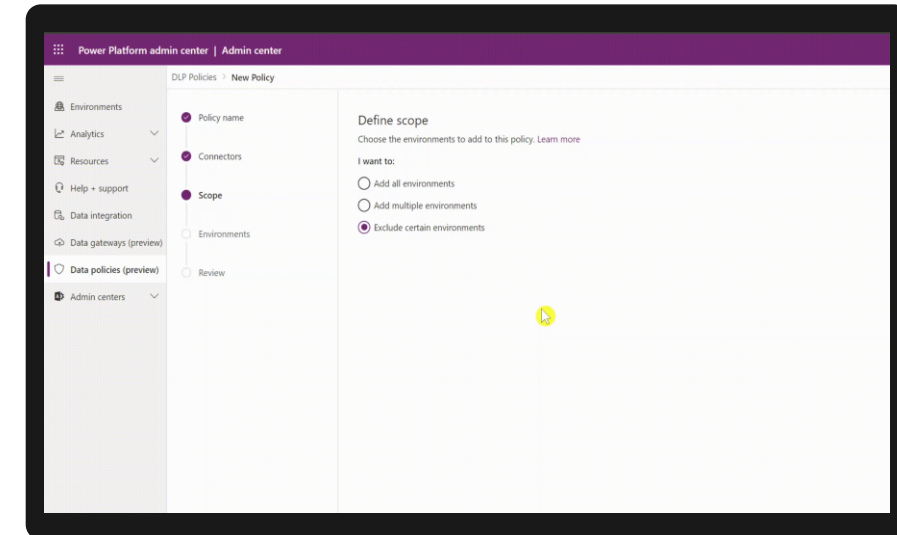 Power Platform admin center | Admin center
DLP Policies > New Policy
Environments
Analytics
Resources
Help + support
Data integration
Data gateways (preview)
Data policies (preview)
Admin centers
Policy name
Connectors
Scope
Environments
Review
Define scope
Choose the environments to add to this policy. Learn more
I want to:
Add all environments
Add multiple environments
Exclude certain environments